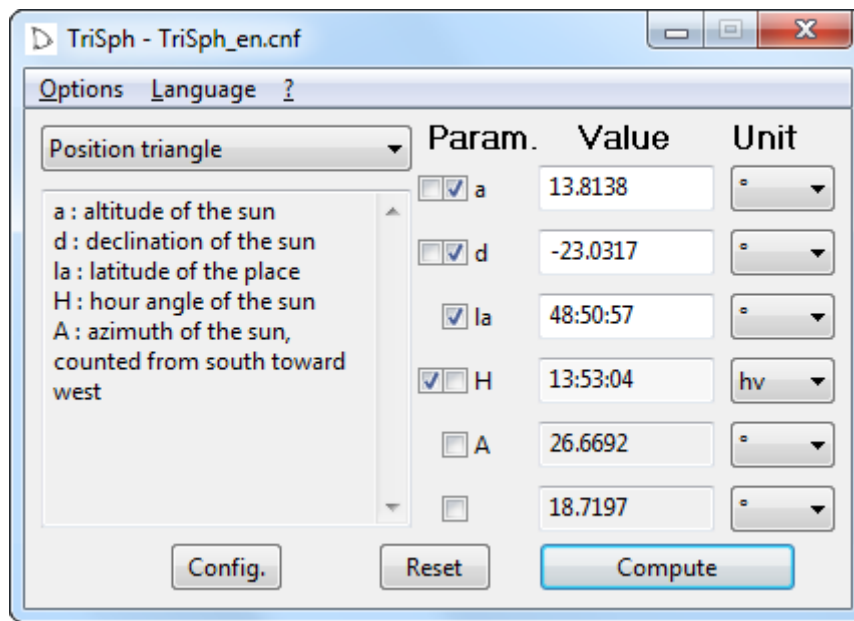 TriSph - TriSph_en.cnf
Options Language ?
Position triangle
Param. Value Unit
a : altitude of the sun
d : declination of the sun
la : latitude of the place
H : hour angle of the sun
A : azimuth of the sun,
counted from south toward
west
a 13.8138 °
d -23.0317 °
la 48:50:57 °
H 13:53:04 hv
A 26.6692 °
18.7197 °
Config. Reset Compute